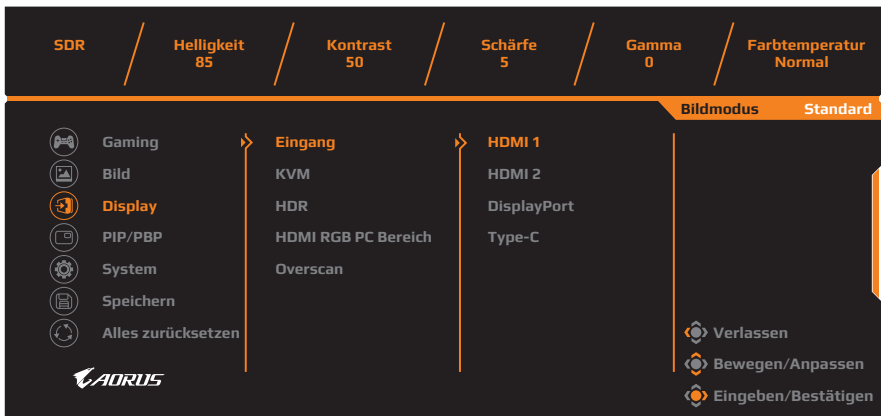 SDR
Helligkeit
85
Kontrast
50
Schärfe
5
Gamma
0
Farbtemperatur
Normal
Bildmodus Standard
Gaming
Bild
Display
PIP/PBP
System
Speichern
Alles zurücksetzen
Eingang
KVM
HDR
HDMI RGB PC Bereich
Overscan
HDMI 1
HDMI 2
DisplayPort
Type-C
Verlassen
Bewegen/Anpassen
Eingeben/Bestätigen
AORUS